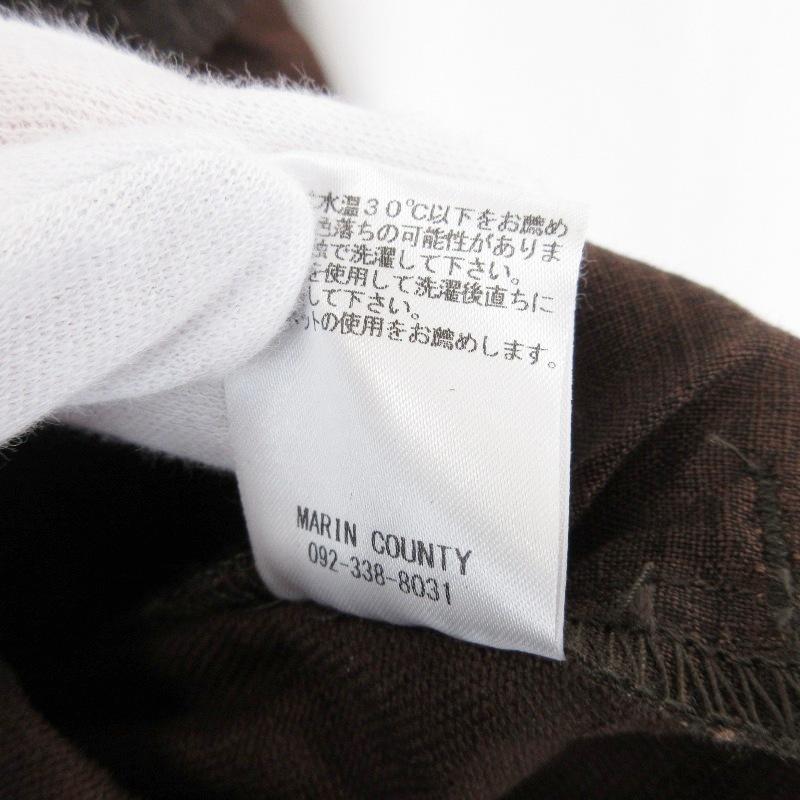 水温30℃以下をお薦め
色落ちの可能性がありま
で洗濯して下さい。
を使用して洗濯後直ちに
して下さい。
ットの使用をお薦めします。
MARIN COUNTY
092-338-8031